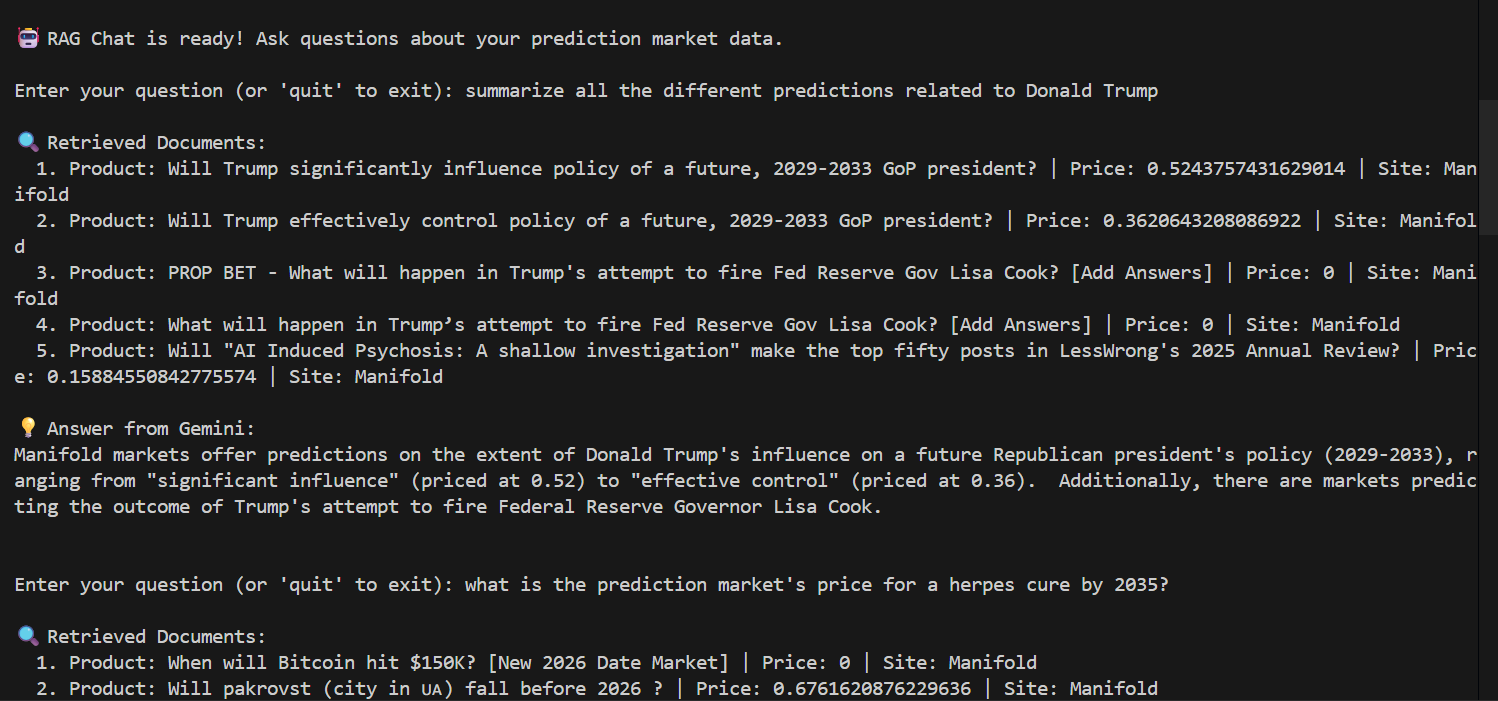 🤖 RAG Chat is ready! Ask questions about your prediction market data.
Enter your question (or 'quit' to exit): summarize all the different predictions related to Donald Trump
🔍 Retrieved Documents:
1. Product: Will Trump significantly influence policy of a future, 2029-2033 GoP president? | Price: 0.5243757431629014 | Site: Man
ifold
2. Product: Will Trump effectively control policy of a future, 2029-2033 GoP president? | Price: 0.3620643208086922 | Site: Manifol
d
3. Product: PROP BET - What will happen in Trump's attempt to fire Fed Reserve Gov Lisa Cook? [Add Answers] | Price: 0 | Site: Mani
fold
4. Product: What will happen in Trump’s attempt to fire Fed Reserve Gov Lisa Cook? [Add Answers] | Price: 0 | Site: Manifold
5. Product: Will "AI Induced Psychosis: A shallow investigation" make the top fifty posts in LessWrong's 2025 Annual Review? | Pric
e: 0.15884550842775574 | Site: Manifold
💡 Answer from Gemini:
Manifold markets offer predictions on the extent of Donald Trump's influence on a future Republican president's policy (2029-2033), r
anging from "significant influence" (priced at 0.52) to "effective control" (priced at 0.36).  Additionally, there are markets predic
ting the outcome of Trump's attempt to fire Federal Reserve Governor Lisa Cook.
Enter your question (or 'quit' to exit): what is the prediction market's price for a herpes cure by 2035?
🔍 Retrieved Documents:
1. Product: When will Bitcoin hit $150K? [New 2026 Date Market] | Price: 0 | Site: Manifold
2. Product: Will pakrovst (city in UA) fall before 2026 ? | Price: 0.6761620876229636 | Site: Manifold